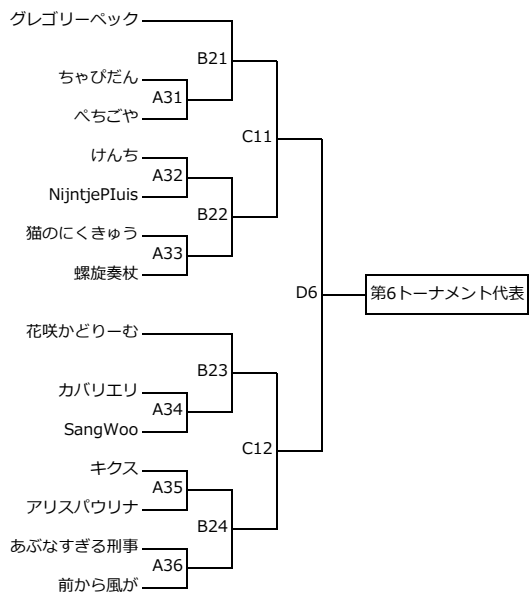 グレゴリーペック
B21
ちゃぴだん
A31
ぺちごや
C11
けんち
A32
NijntjePIuis
B22
猫のにくきゅう
A33
螺旋奏杖
D6
第6トーナメント代表
花咲かどりーむ
B23
カバリエリ
A34
SangWoo
C12
キクス
A35
アリスパウリナ
B24
あぶなすぎる刑事
A36
前から風が